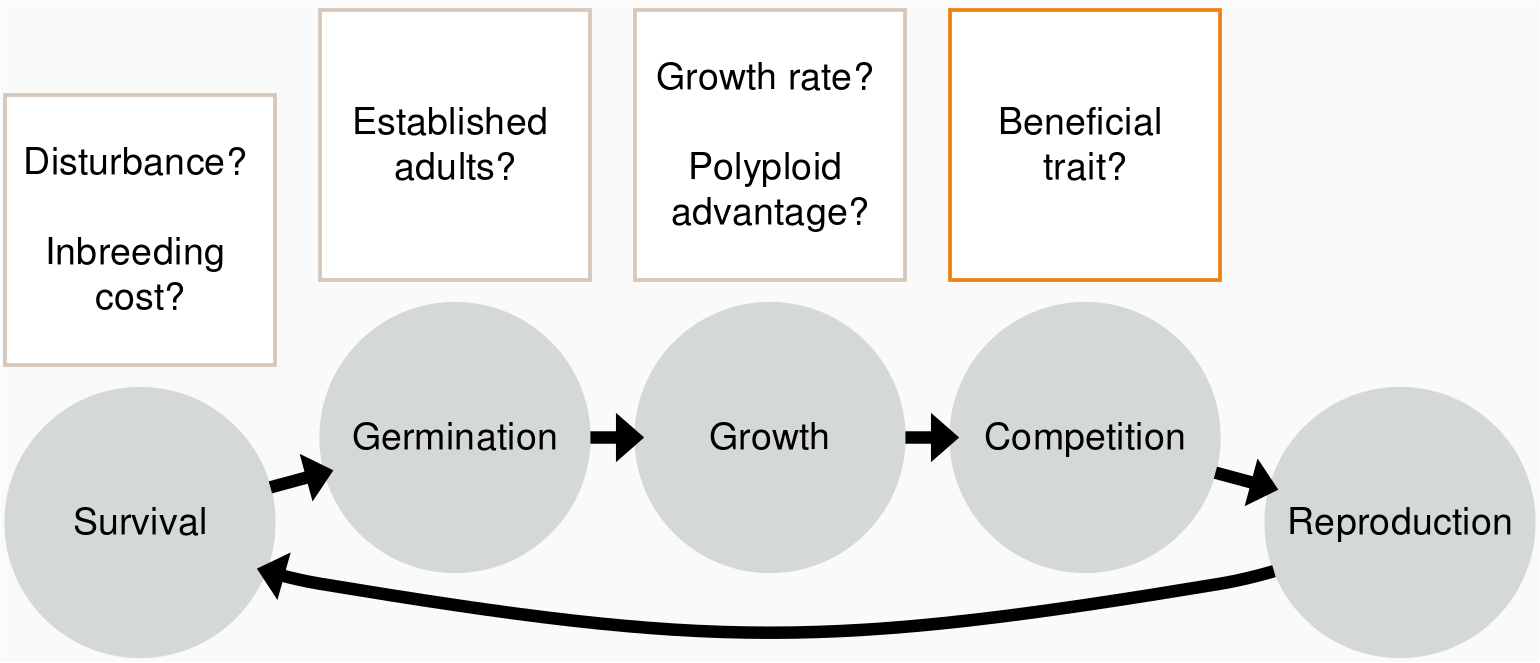 Disturbance?
Inbreeding
cost?
Established
adults?
Growth rate?
Polyploid
advantage?
Beneficial
trait?
Survival
Germination
Growth
Competition
Reproduction